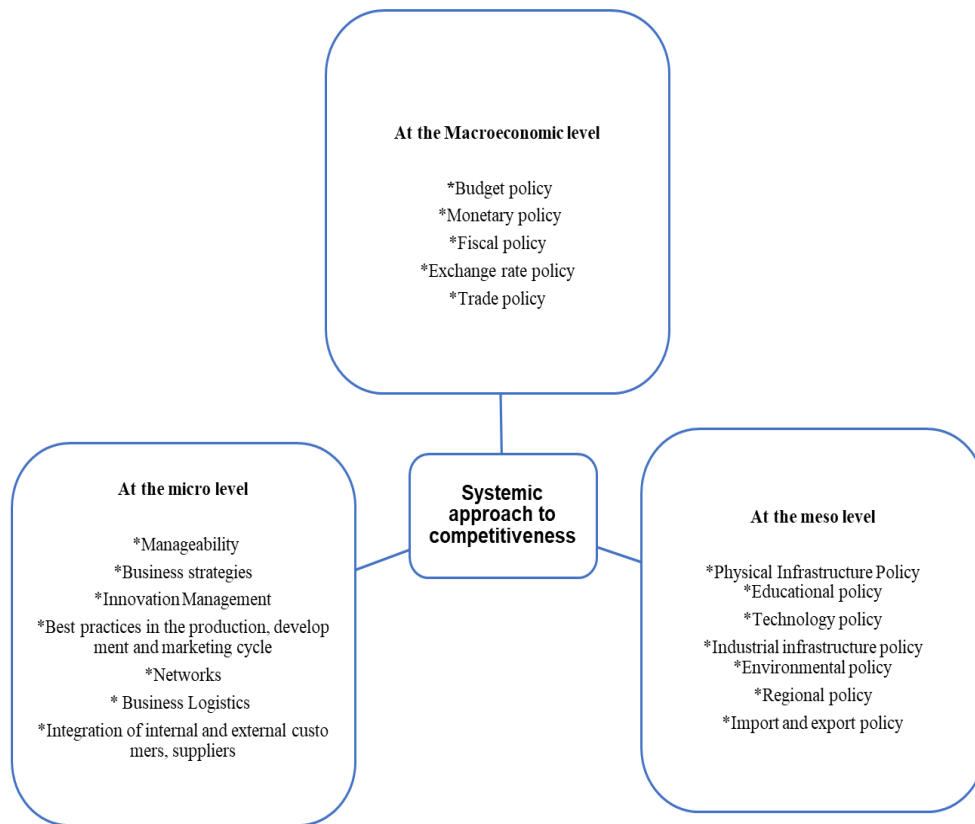 At the Macroeconomic level
*Budget policy
*Monetary policy
*Fiscal policy
*Exchange rate policy
*Trade policy
Systemic
approach to
competitiveness
At the micro level
*Manageability
*Business strategies
*Innovation Management
*Best practices in the production, develop
ment and marketing cycle
*Networks
* Business Logistics
*Integration of internal and external custo
mers, suppliers
At the meso level
*Physical Infrastructure Policy
*Educational policy
*Technology policy
*Industrial infrastructure policy
*Environmental policy
*Regional policy
*Import and export policy